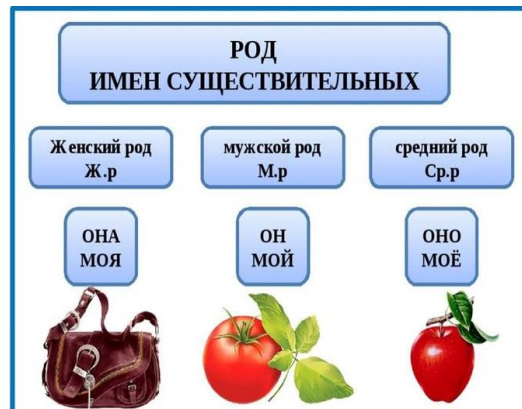 РОД
ИМЕН СУЩЕСТВИТЕЛЬНЫХ
Женский род
Ж.р
мужской род
М.р
средний род
Ср.р
ОНА
МОЯ
ОН
МОЙ
ОНО
МОЁ